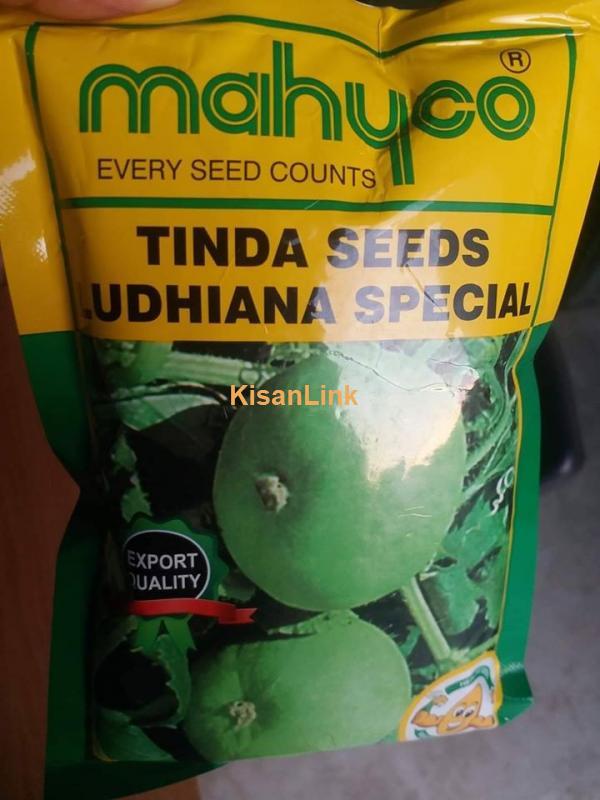 mahyco ®
EVERY SEED COUNTS
TINDA SEEDS
LUDHIANA SPECIAL
KisanLink
EXPORT
QUALITY